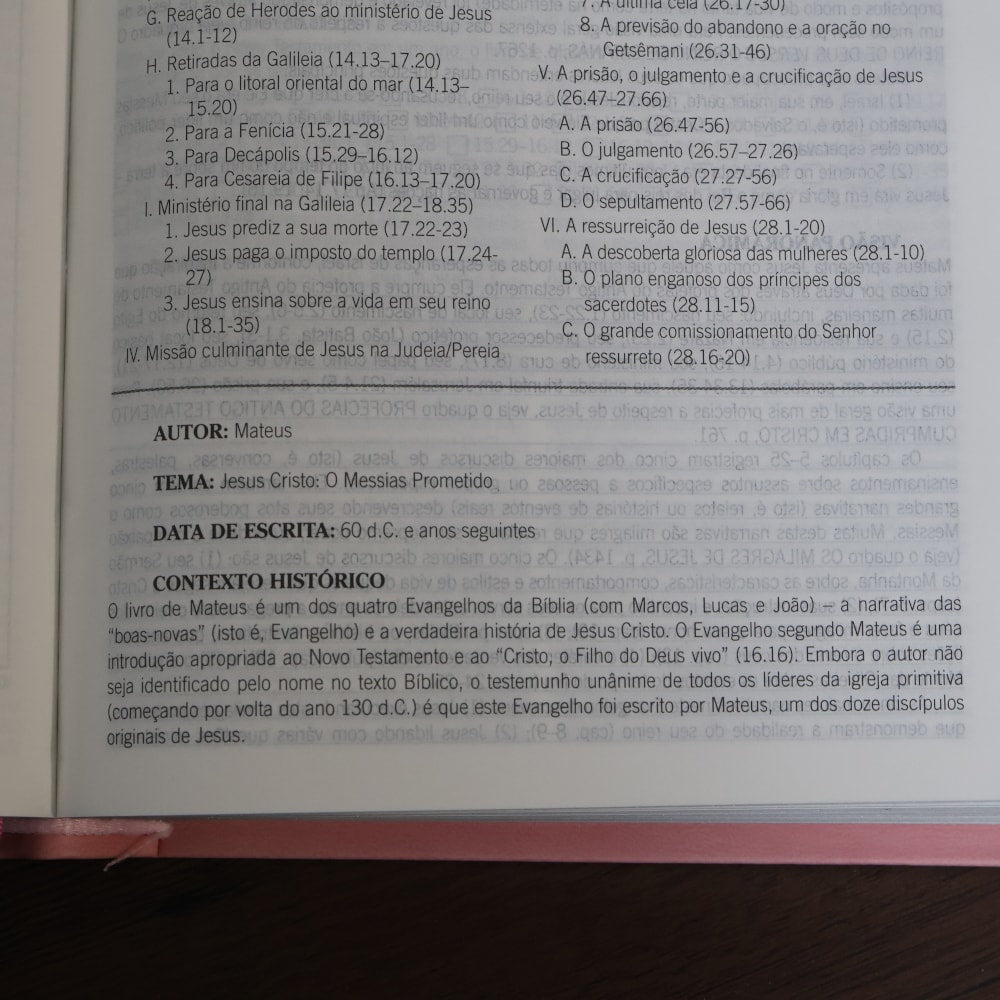 G. Reação de Herodes ao ministério de Jesus
(14.1-12)
H. Retiradas da Galileia (14.13–17.20)
1. Para o litoral oriental do mar (14.13–
15.20)
2. Para a Fenícia (15.21-28)
3. Para Decápolis (15.29–16.12)
4. Para Cesareia de Filipe (16.13–17.20)
I. Ministério final na Galileia (17.22–18.35)
1. Jesus prediz a sua morte (17.22-23)
2. Jesus paga o imposto do templo (17.24-
27)
3. Jesus ensina sobre a vida em seu reino
(18.1-35)
IV. Missão culminante de Jesus na Judeia/Pereia
7. A última ceia (26.17-30)
8. A previsão do abandono e a oração no
Getsêmani (26.31-46)
V. A prisão, o julgamento e a crucificação de Jesus
(26.47–27.66)
A. A prisão (26.47-56)
B. O julgamento (26.57–27.26)
C. A crucificação (27.27-56)
D. O sepultamento (27.57-66)
VI. A ressurreição de Jesus (28.1-20)
A. A descoberta gloriosa das mulheres (28.1-10)
B. O plano enganoso dos príncipes dos
sacerdotes (28.11-15)
C. O grande comissionamento do Senhor
ressurreto (28.16-20)
AUTOR: Mateus
TEMA: Jesus Cristo: O Messias Prometido
DATA DE ESCRITA: 60 d.C. e anos seguintes
CONTEXTO HISTÓRICO
O livro de Mateus é um dos quatro Evangelhos da Bíblia (com Marcos, Lucas e João) – a narrativa das
“boas-novas” (isto é, Evangelho) e a verdadeira história de Jesus Cristo. O Evangelho segundo Mateus é uma
introdução apropriada ao Novo Testamento e ao “Cristo, o Filho do Deus vivo” (16.16). Embora o autor não
seja identificado pelo nome no texto Bíblico, o testemunho unânime de todos os líderes da igreja primitiva
(começando por volta do ano 130 d.C.) é que este Evangelho foi escrito por Mateus, um dos doze discípulos
originais de Jesus.